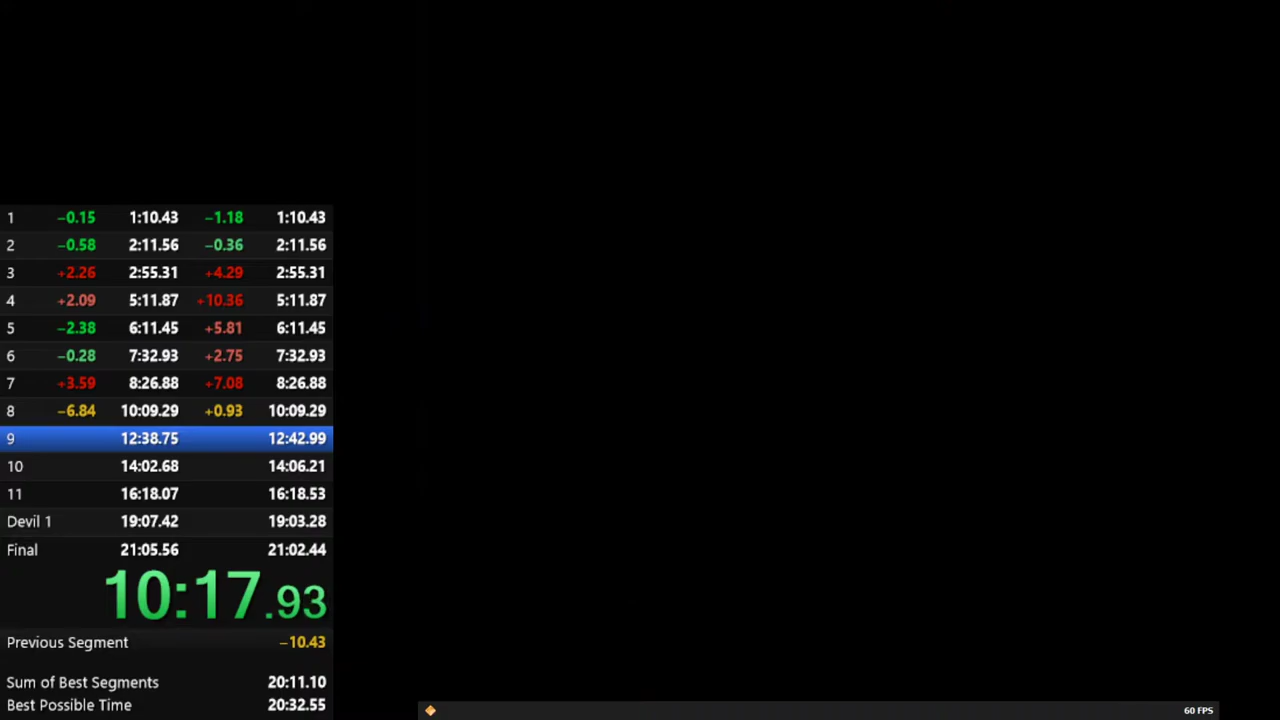 1 −0.15 1:10.43 −1.18 1:10.43
2 −0.58 2:11.56 −0.36 2:11.56
3 +2.26 2:55.31 +4.29 2:55.31
4 +2.09 5:11.87 +10.36 5:11.87
5 −2.38 6:11.45 +5.81 6:11.45
6 −0.28 7:32.93 +2.75 7:32.93
7 +3.59 8:26.88 +7.08 8:26.88
8 −6.84 10:09.29 +0.93 10:09.29
9 12:38.75 12:42.99
10 14:02.68 14:06.21
11 16:18.07 16:18.53
Devil 1 19:07.42 19:03.28
Final 21:05.56 21:02.44
10:17.93
Previous Segment −10.43
Sum of Best Segments 20:11.10
Best Possible Time 20:32.55
60 FPS